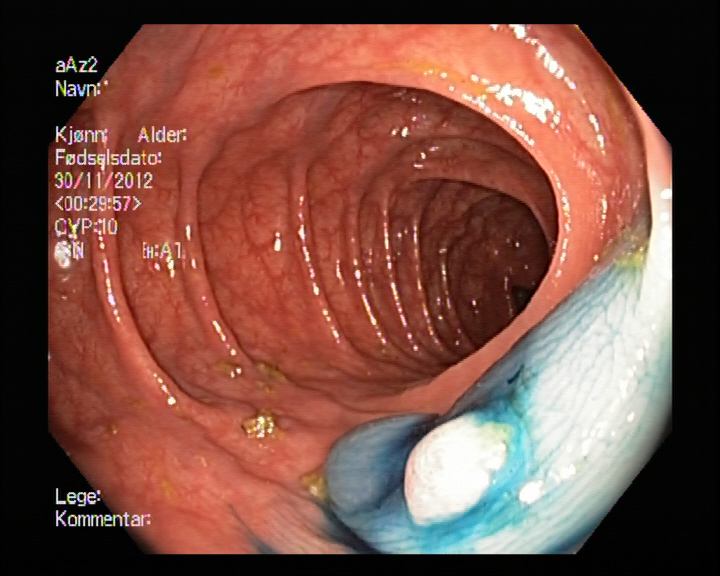 aAz2
Navn:
Kjønn: Alder:
Fødselsdato:
30/11/2012
<00:29:57>
CVP:10
Lege:
Kommentar: